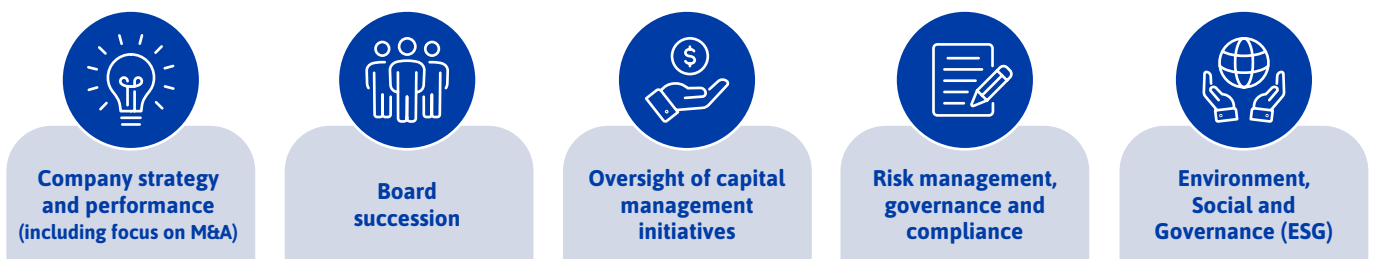 $
Company strategy
and performance
(including focus on M&A)
Board
succession
Oversight of capital
management
initiatives
Risk management,
governance and
compliance
Environment,
Social and
Governance (ESG)